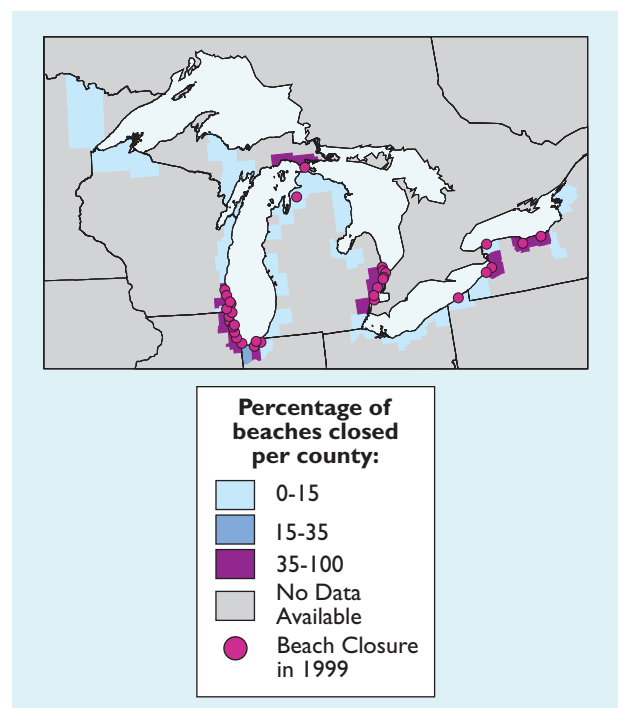 Percentage of
beaches closed
per county:
0-15
15-35
35-100
No Data
Available
Beach Closure
in 1999